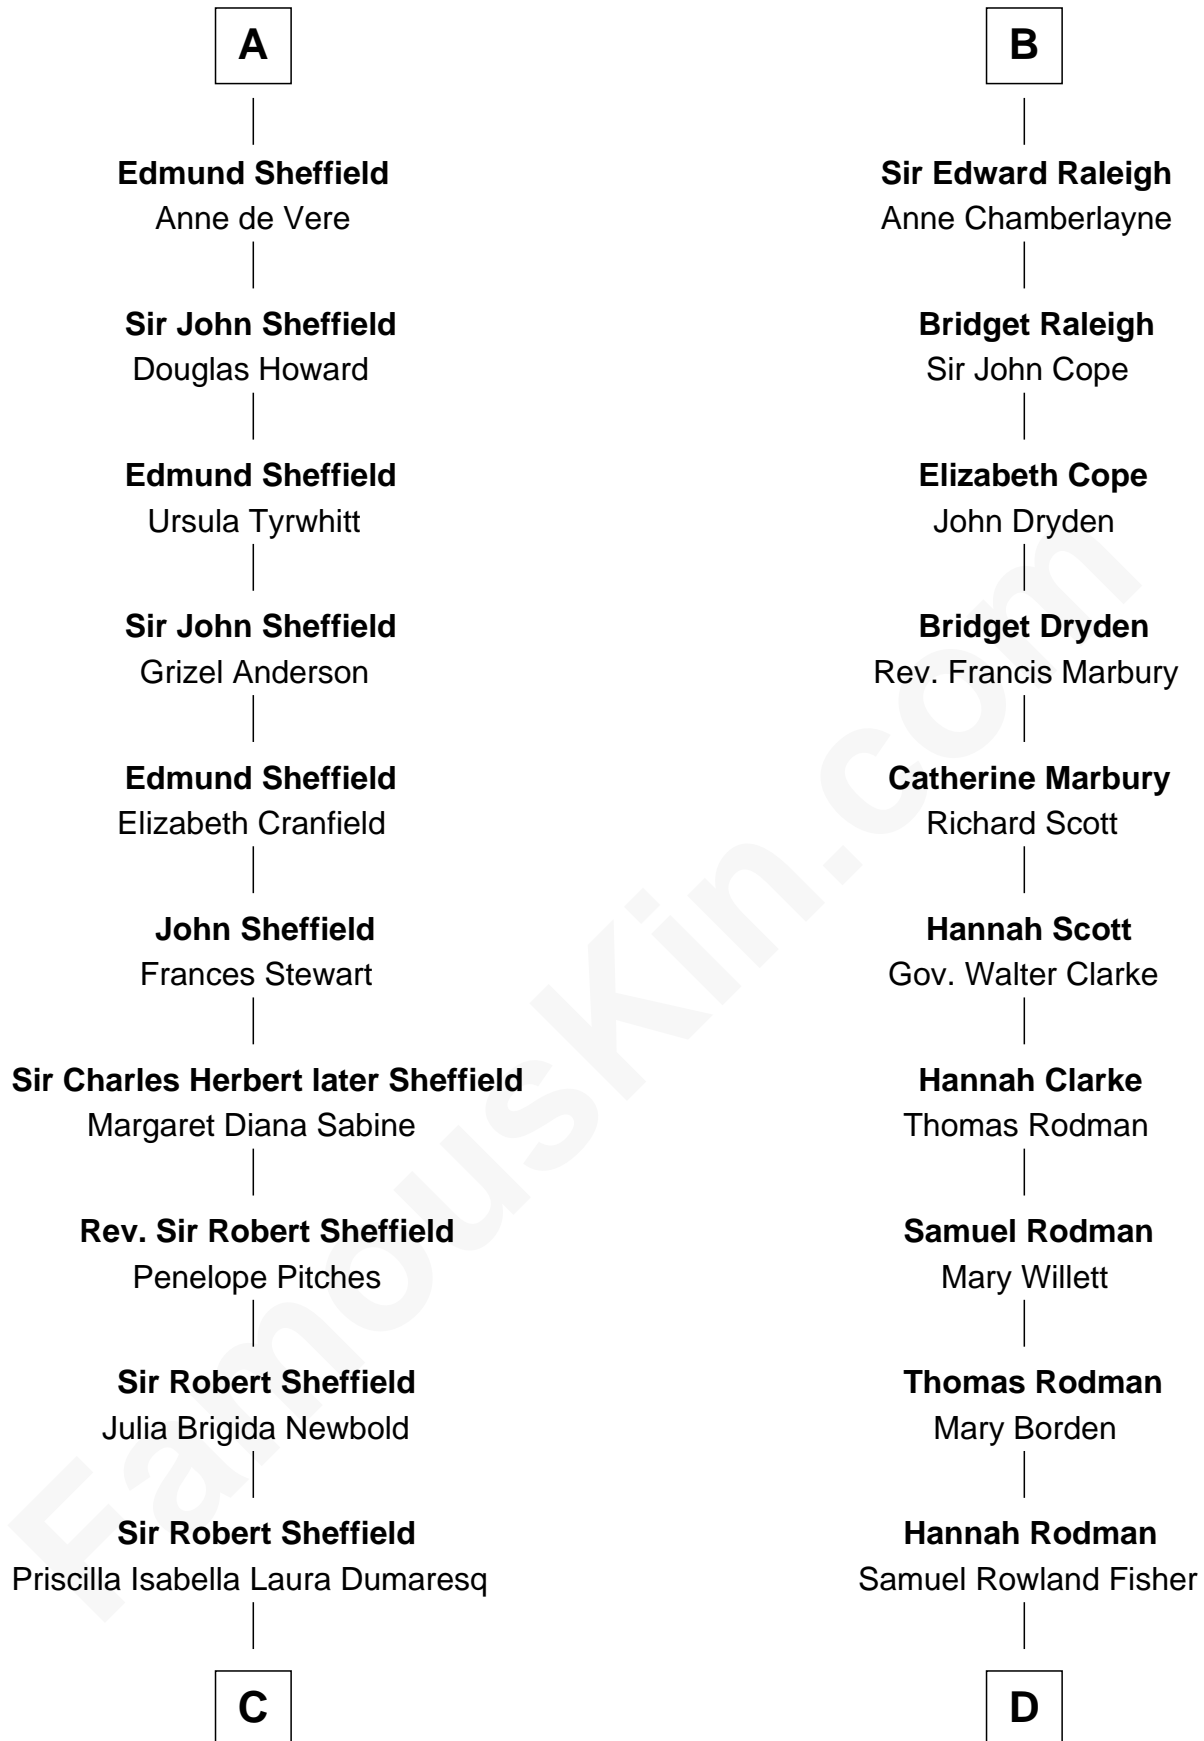 A
Edmund Sheffield
Anne de Vere
Sir John Sheffield
Douglas Howard
Edmund Sheffield
Ursula Tyrwhitt
Sir John Sheffield
Grizel Anderson
Edmund Sheffield
Elizabeth Cranfield
John Sheffield
Frances Stewart
Sir Charles Herbert later Sheffield
Margaret Diana Sabine
Rev. Sir Robert Sheffield
Penelope Pitches
Sir Robert Sheffield
Julia Brigida Newbold
Sir Robert Sheffield
Priscilla Isabella Laura Dumaresq
C
B
Sir Edward Raleigh
Anne Chamberlayne
Bridget Raleigh
Sir John Cope
Elizabeth Cope
John Dryden
Bridget Dryden
Rev. Francis Marbury
Catherine Marbury
Richard Scott
Hannah Scott
Gov. Walter Clarke
Hannah Clarke
Thomas Rodman
Samuel Rodman
Mary Willett
Thomas Rodman
Mary Borden
Hannah Rodman
Samuel Rowland Fisher
D
FamousKin.com